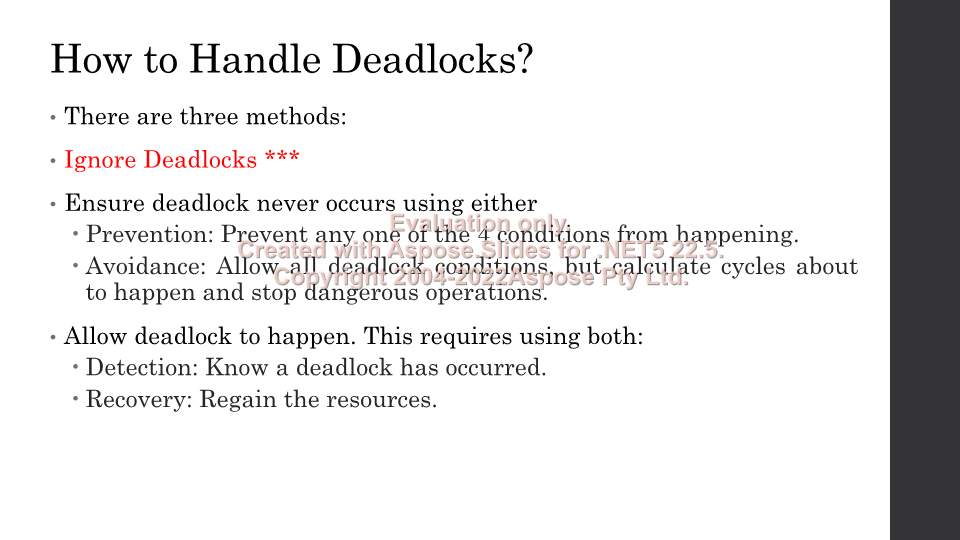 How to Handle Deadlocks?
• There are three methods:
• Ignore Deadlocks ***
• Ensure deadlock never occurs using either
▪ Prevention: Prevent any one of the 4 conditions from happening.
▪ Avoidance: Allow all deadlock conditions, but calculate cycles about
to happen and stop dangerous operations.
• Allow deadlock to happen. This requires using both:
▪ Detection: Know a deadlock has occurred.
▪ Recovery: Regain the resources.
Evaluation only.
Created with Aspose.Slides for .NET5 22.5.
Copyright 2004-2022Aspose Pty Ltd.